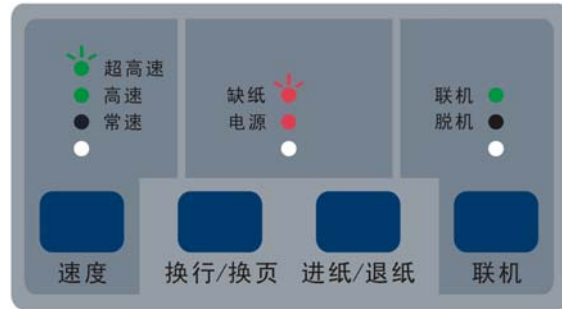 超高速
高速
常速
缺纸
电源
联机
脱机
速度 换行/换页 进纸/退纸 联机